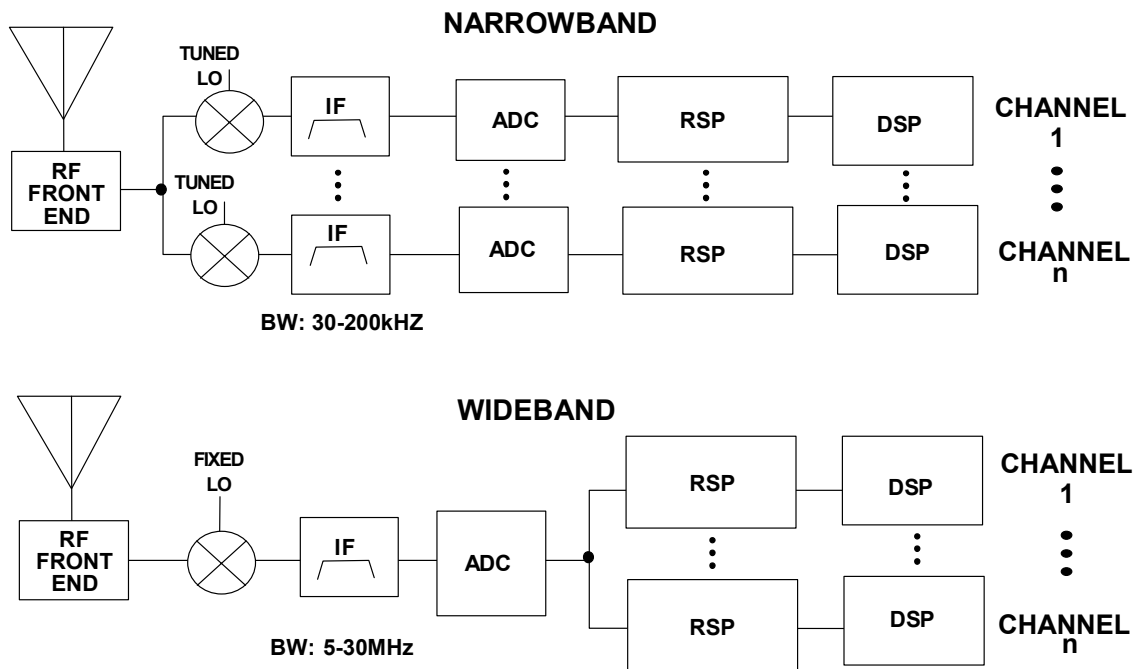 NARROWBAND
TUNED
LO
IF
ADC
RSP
DSP
CHANNEL
1
RF
FRONT
END
TUNED
LO
IF
ADC
RSP
DSP
CHANNEL
n
BW: 30-200kHZ
WIDEBAND
FIXED
LO
RF
FRONT
END
IF
ADC
RSP
DSP
CHANNEL
1
RSP
DSP
CHANNEL
n
BW: 5-30MHz